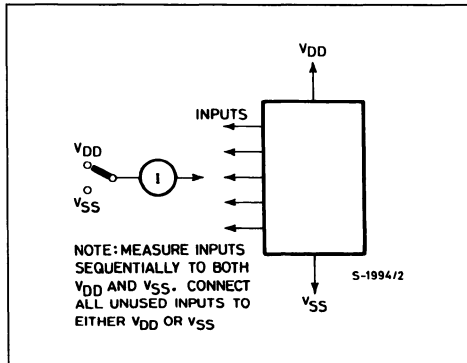 VDD
INPUTS
VDD
I
VSS
NOTE: MEASURE INPUTS
SEQUENTIALLY TO BOTH
VDD AND VSS. CONNECT
ALL UNUSED INPUTS TO
EITHER VDD OR VSS
S-1994/2
VSS